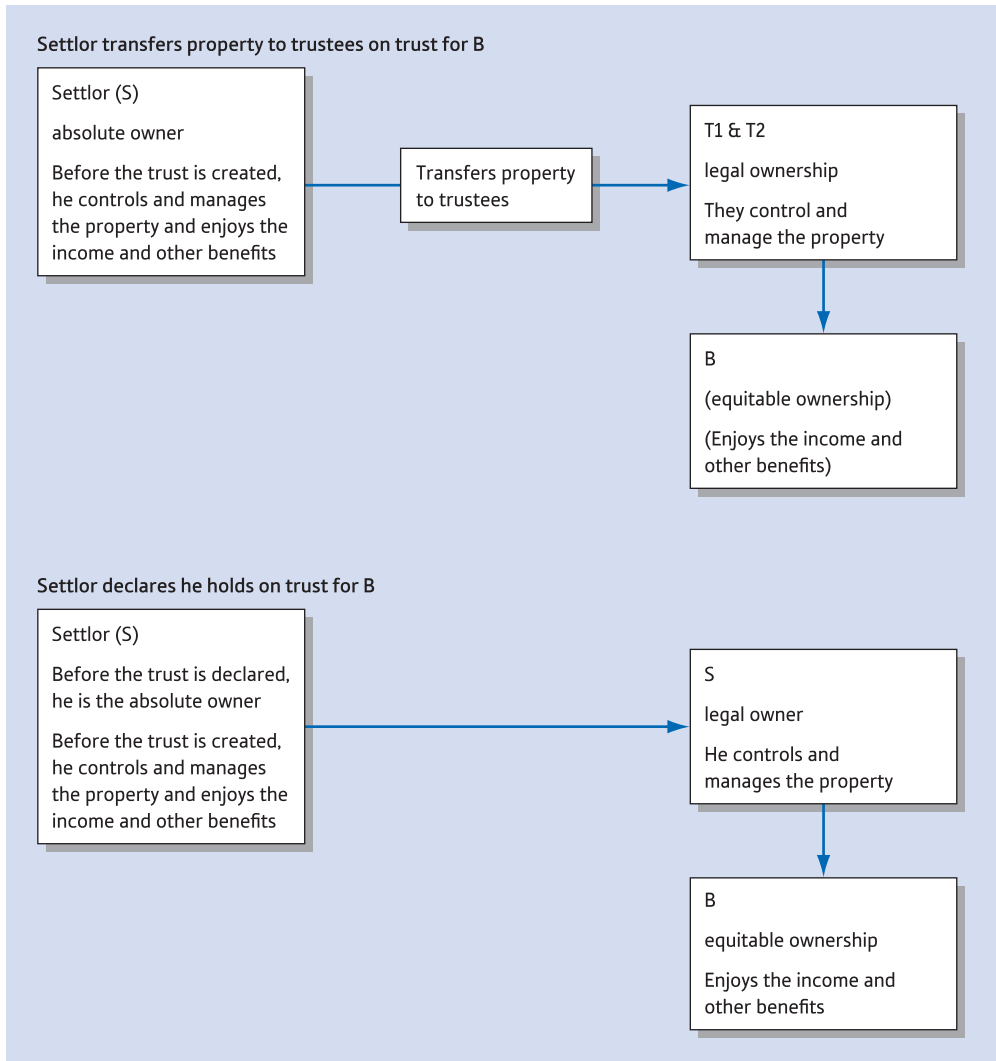 Settlor transfers property to trustees on trust for B
Settlor (S)
absolute owner
Before the trust is created,
he controls and manages
the property and enjoys the
income and other benefits
Transfers property
to trustees
T1 & T2
legal ownership
They control and
manage the property
B
(equitable ownership)
(Enjoys the income and
other benefits)
Settlor declares he holds on trust for B
Settlor (S)
Before the trust is declared,
he is the absolute owner
Before the trust is created,
he controls and manages
the property and enjoys the
income and other benefits
S
legal owner
He controls and
manages the property
B
equitable ownership
Enjoys the income and
other benefits